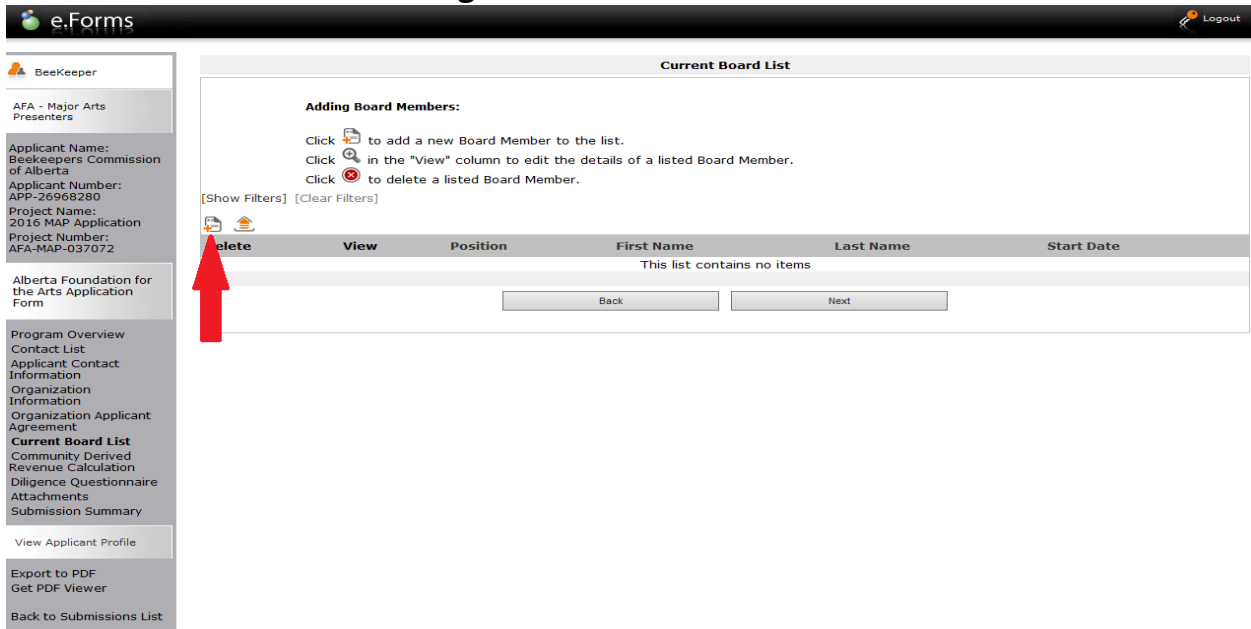 e.Forms
Logout
BeeKeeper
AFA - Major Arts
Presenters
Applicant Name:
Beekeepers Commission
of Alberta
Applicant Number:
APP-26968280
Project Name:
2016 MAP Application
Project Number:
AFA-MAP-037072
Alberta Foundation for
the Arts Application
Form
Program Overview
Contact List
Applicant Contact
Information
Organization
Information
Organization Applicant
Agreement
Current Board List
Community Derived
Revenue Calculation
Diligence Questionnaire
Attachments
Submission Summary
View Applicant Profile
Export to PDF
Get PDF Viewer
Back to Submissions List
Current Board List
Adding Board Members:
Click to add a new Board Member to the list.
Click in the "View" column to edit the details of a listed Board Member.
Click to delete a listed Board Member.
[Show Filters] [Clear Filters]
elete View Position First Name Last Name Start Date
This list contains no items
Back Next